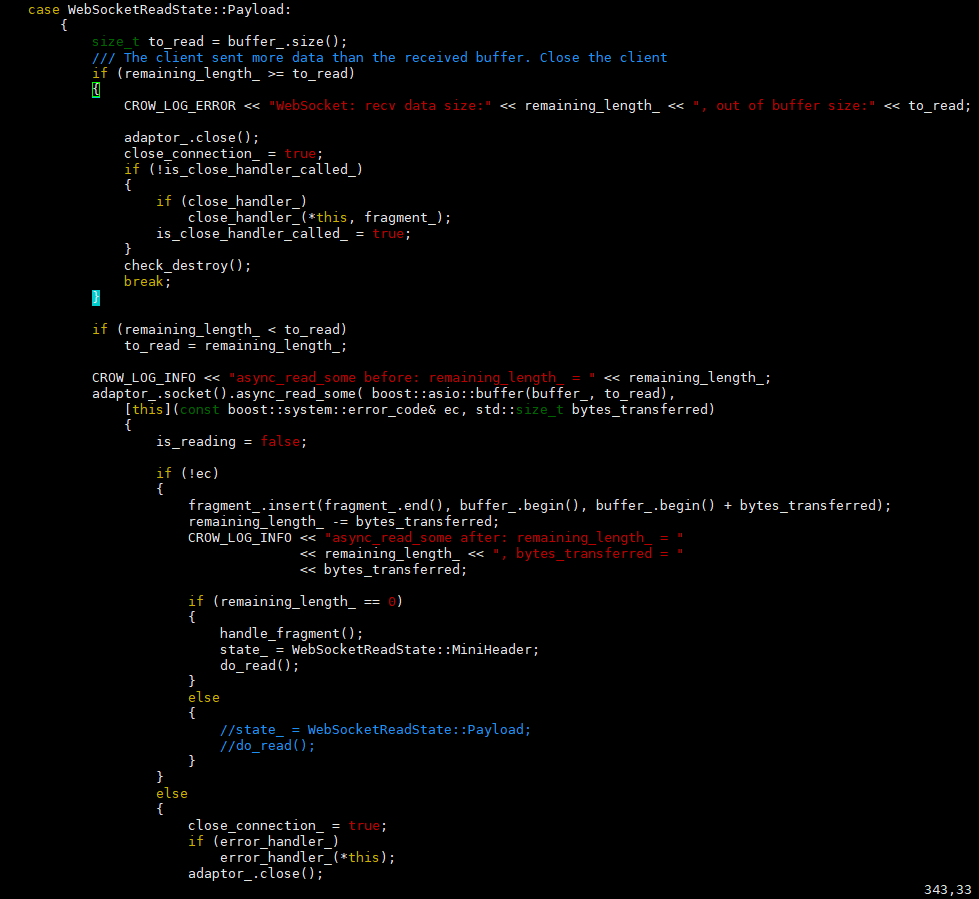 case WebSocketReadState::Payload:
    {
        size_t to_read = buffer_.size();
        /// The client sent more data than the received buffer. Close the client
        if (remaining_length_ >= to_read)
        {
            CROW_LOG_ERROR << "WebSocket: recv data size:" << remaining_length_ << ", out of buffer size:" << to_read;

            adaptor_.close();
            close_connection_ = true;
            if (!is_close_handler_called_)
            {
                if (close_handler_)
                    close_handler_(*this, fragment_);
                is_close_handler_called_ = true;
            }
            check_destroy();
            break;
        }

        if (remaining_length_ < to_read)
            to_read = remaining_length_;

        CROW_LOG_INFO << "async_read_some before: remaining_length_ = " << remaining_length_;
        adaptor_.socket().async_read_some( boost::asio::buffer(buffer_, to_read),
            [this](const boost::system::error_code& ec, std::size_t bytes_transferred)
            {
                is_reading = false;

                if (!ec)
                {
                    fragment_.insert(fragment_.end(), buffer_.begin(), buffer_.begin() + bytes_transferred);
                    remaining_length_ -= bytes_transferred;
                    CROW_LOG_INFO << "async_read_some after: remaining_length_ = "
                                  << remaining_length_ << ", bytes_transferred = "
                                  << bytes_transferred;

                    if (remaining_length_ == 0)
                    {
                        handle_fragment();
                        state_ = WebSocketReadState::MiniHeader;
                        do_read();
                    }
                    else
                    {
                        //state_ = WebSocketReadState::Payload;
                        //do_read();
                    }
                }
                else
                {
                    close_connection_ = true;
                    if (error_handler_)
                        error_handler_(*this);
                    adaptor_.close();
343,33